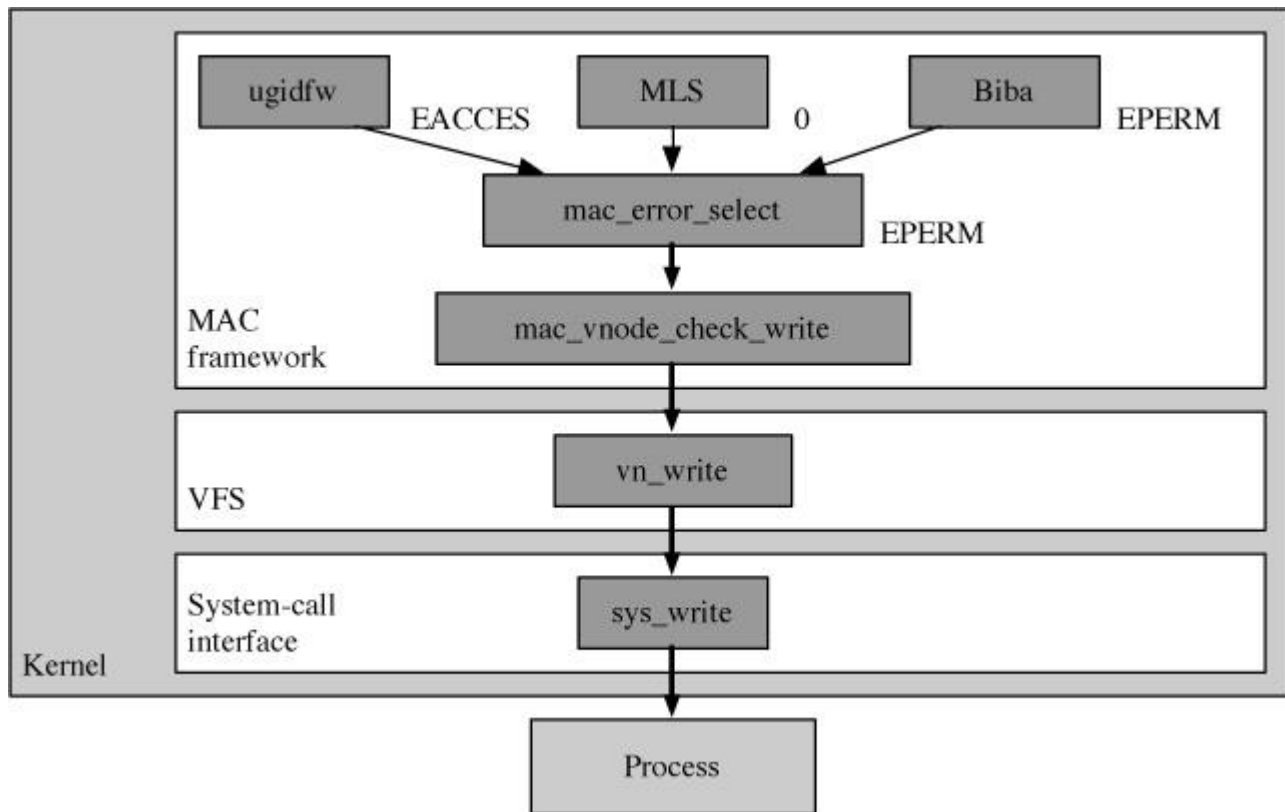 ugidfw
MLS
Biba
EACCES
0
EPERM
mac_error_select
EPERM
mac_vnode_check_write
MAC
framework
vn_write
VFS
System-call
interface
sys_write
Kernel
Process